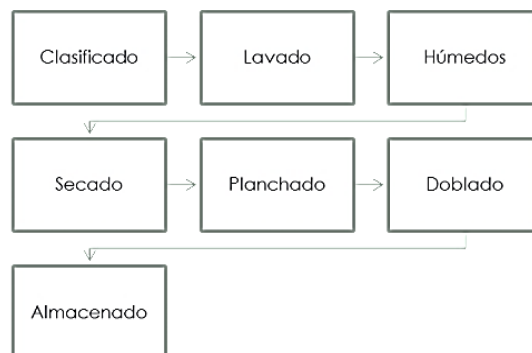 Clasificado
Lavado
Húmedos
Secado
Planchado
Doblado
Almacenado